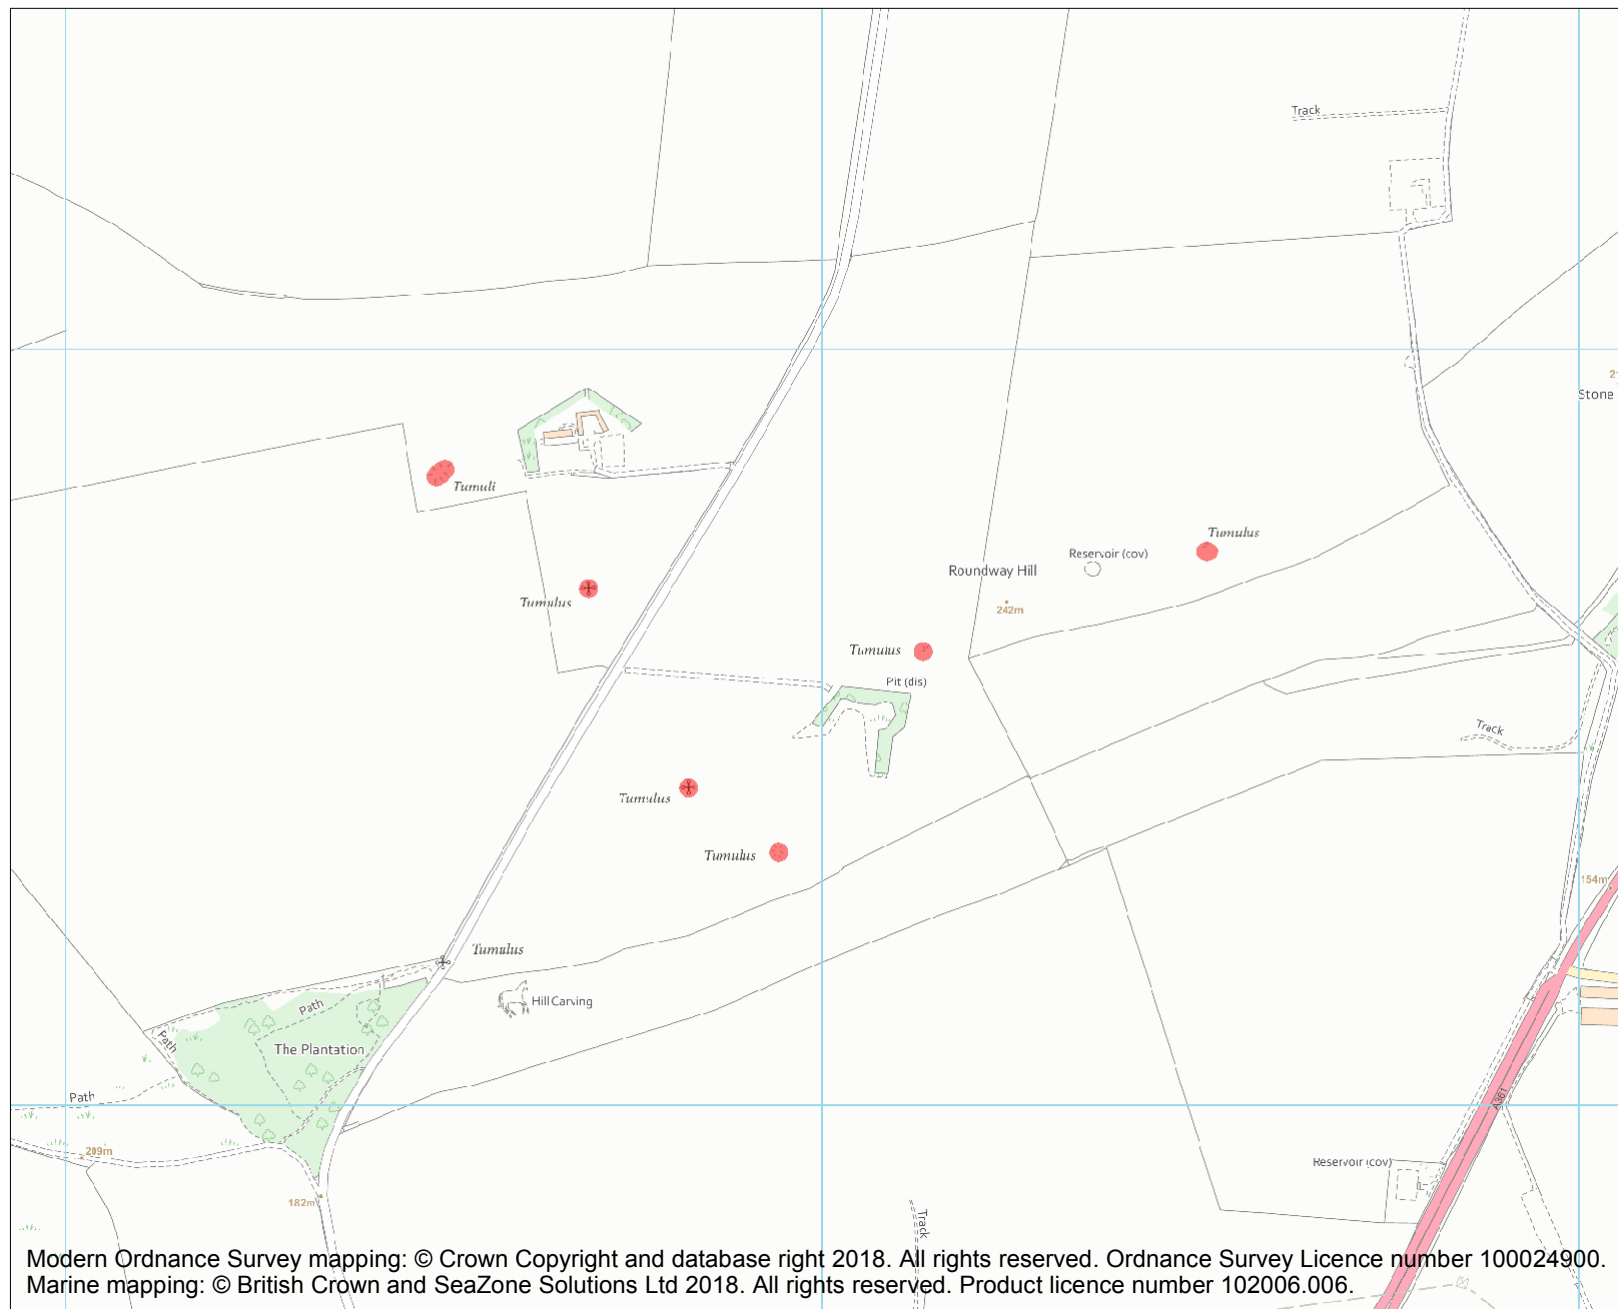 Track
21
Stone
Tumuli
Tumulus
Reservoir (cov)
Roundway Hill
Tumulus
242m
Tumulus
Pit (dis)
Track
Tumulus
Tumulus
154m
Tumulus
Hill Carving
Path
Path
The Plantation
Path
A361
209m
Reservoir (cov)
182m
Track
Modern Ordnance Survey mapping: © Crown Copyright and database right 2018. All rights reserved. Ordnance Survey Licence number 100024900.
Marine mapping: © British Crown and SeaZone Solutions Ltd 2018. All rights reserved. Product licence number 102006.006.